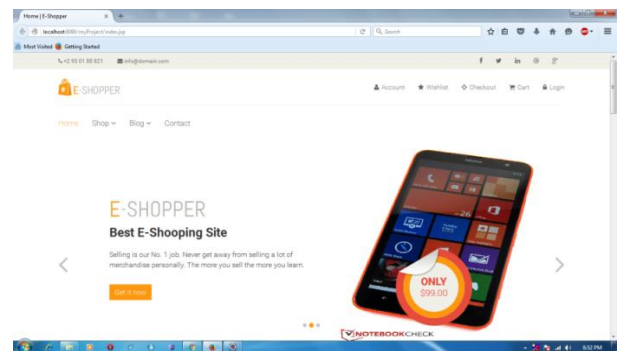 Home | E-Shopper
localhost:8080/myProject/index.jsp
Search
Most Visited Getting Started
+2 95 01 88 821 info@domain.com
E-SHOPPER
Account Wishlist Checkout Cart Login
Home Shop Blog Contact
E-SHOPPER
Best E-Shooping Site
Selling is our No. 1 job. Never get away from selling a lot of
merchandise personally. The more you sell the more you learn.
Get it now
ONLY
$99.00
NOTEBOOKCHECK
6:52 PM